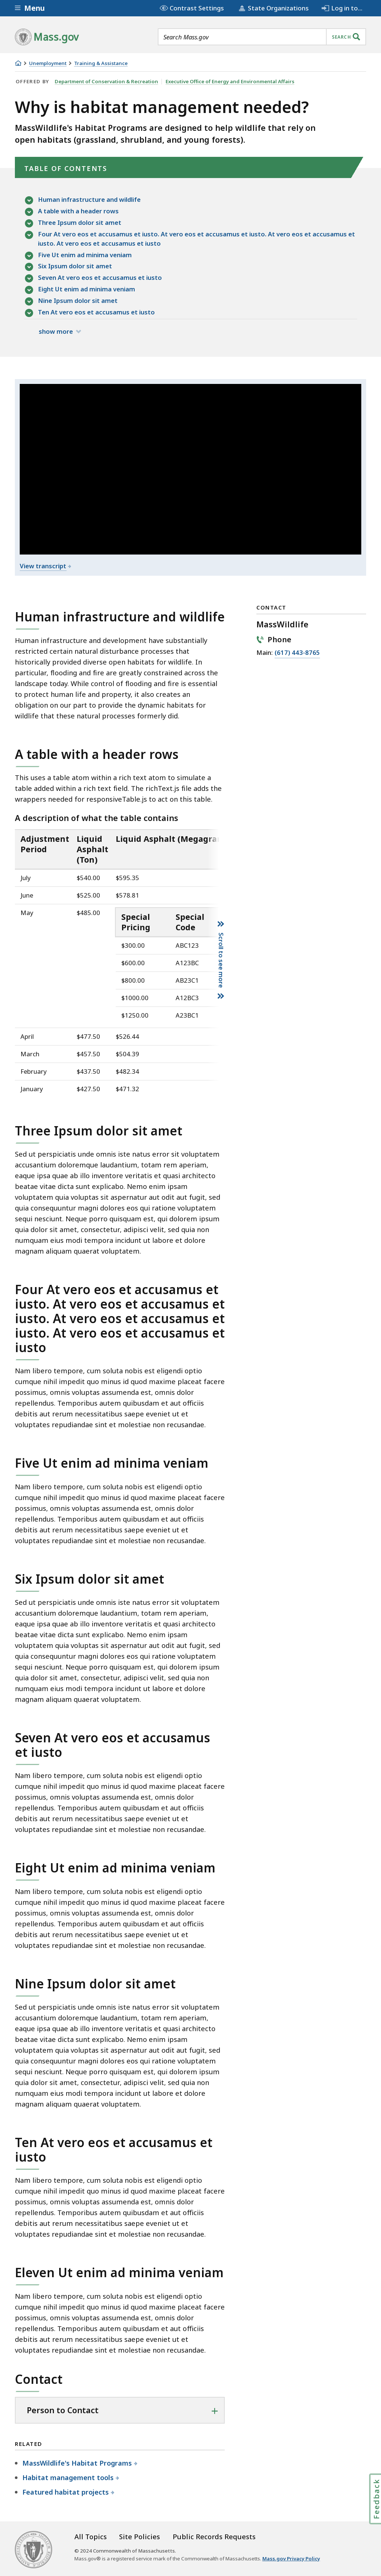 Menu
Contrast Settings
State Organizations
Log in to...
Mass.gov
Search Mass.gov
SEARCH
Unemployment
Training & Assistance
OFFERED BY Department of Conservation & Recreation Executive Office of Energy and Environmental Affairs
Why is habitat management needed?
MassWildlife's Habitat Programs are designed to help wildlife that rely on
open habitats (grassland, shrubland, and young forests).
TABLE OF CONTENTS
Human infrastructure and wildlife
A table with a header rows
Three Ipsum dolor sit amet
Four At vero eos et accusamus et iusto. At vero eos et accusamus et iusto. At vero eos et accusamus et
iusto. At vero eos et accusamus et iusto
Five Ut enim ad minima veniam
Six Ipsum dolor sit amet
Seven At vero eos et accusamus et iusto
Eight Ut enim ad minima veniam
Nine Ipsum dolor sit amet
Ten At vero eos et accusamus et iusto
show more
View transcript +
Human infrastructure and wildlife
Human infrastructure and development have substantially
restricted certain natural disturbance processes that
historically provided diverse open habitats for wildlife. In
particular, flooding and fire are greatly constrained across the
landscape today. While control of flooding and fire is essential
to protect human life and property, it also creates an
obligation on our part to provide the dynamic habitats for
wildlife that these natural processes formerly did.
CONTACT
MassWildlife
Phone
Main: (617) 443-8765
A table with a header rows
This uses a table atom within a rich text atom to simulate a
table added within a rich text field. The richText.js file adds the
wrappers needed for responsiveTable.js to act on this table.
A description of what the table contains
Adjustment Liquid Liquid Asphalt (Megagra
Period Asphalt
(Ton)
July $540.00 $595.35
June $525.00 $578.81
May $485.00
Special Special
Pricing Code
$300.00 ABC123
$600.00 A123BC
$800.00 AB23C1
$1000.00 A12BC3
$1250.00 A23BC1
Scroll to see more
April $477.50 $526.44
March $457.50 $504.39
February $437.50 $482.34
January $427.50 $471.32
Three Ipsum dolor sit amet
Sed ut perspiciatis unde omnis iste natus error sit voluptatem
accusantium doloremque laudantium, totam rem aperiam,
eaque ipsa quae ab illo inventore veritatis et quasi architecto
beatae vitae dicta sunt explicabo. Nemo enim ipsam
voluptatem quia voluptas sit aspernatur aut odit aut fugit, sed
quia consequuntur magni dolores eos qui ratione voluptatem
sequi nesciunt. Neque porro quisquam est, qui dolorem ipsum
quia dolor sit amet, consectetur, adipisci velit, sed quia non
numquam eius modi tempora incidunt ut labore et dolore
magnam aliquam quaerat voluptatem.
Four At vero eos et accusamus et
iusto. At vero eos et accusamus et
iusto. At vero eos et accusamus et
iusto. At vero eos et accusamus et
iusto
Nam libero tempore, cum soluta nobis est eligendi optio
cumque nihil impedit quo minus id quod maxime placeat facere
possimus, omnis voluptas assumenda est, omnis dolor
repellendus. Temporibus autem quibusdam et aut officiis
debitis aut rerum necessitatibus saepe eveniet ut et
voluptates repudiandae sint et molestiae non recusandae.
Five Ut enim ad minima veniam
Nam libero tempore, cum soluta nobis est eligendi optio
cumque nihil impedit quo minus id quod maxime placeat facere
possimus, omnis voluptas assumenda est, omnis dolor
repellendus. Temporibus autem quibusdam et aut officiis
debitis aut rerum necessitatibus saepe eveniet ut et
voluptates repudiandae sint et molestiae non recusandae.
Six Ipsum dolor sit amet
Sed ut perspiciatis unde omnis iste natus error sit voluptatem
accusantium doloremque laudantium, totam rem aperiam,
eaque ipsa quae ab illo inventore veritatis et quasi architecto
beatae vitae dicta sunt explicabo. Nemo enim ipsam
voluptatem quia voluptas sit aspernatur aut odit aut fugit, sed
quia consequuntur magni dolores eos qui ratione voluptatem
sequi nesciunt. Neque porro quisquam est, qui dolorem ipsum
quia dolor sit amet, consectetur, adipisci velit, sed quia non
numquam eius modi tempora incidunt ut labore et dolore
magnam aliquam quaerat voluptatem.
Seven At vero eos et accusamus
et iusto
Nam libero tempore, cum soluta nobis est eligendi optio
cumque nihil impedit quo minus id quod maxime placeat facere
possimus, omnis voluptas assumenda est, omnis dolor
repellendus. Temporibus autem quibusdam et aut officiis
debitis aut rerum necessitatibus saepe eveniet ut et
voluptates repudiandae sint et molestiae non recusandae.
Eight Ut enim ad minima veniam
Nam libero tempore, cum soluta nobis est eligendi optio
cumque nihil impedit quo minus id quod maxime placeat facere
possimus, omnis voluptas assumenda est, omnis dolor
repellendus. Temporibus autem quibusdam et aut officiis
debitis aut rerum necessitatibus saepe eveniet ut et
voluptates repudiandae sint et molestiae non recusandae.
Nine Ipsum dolor sit amet
Sed ut perspiciatis unde omnis iste natus error sit voluptatem
accusantium doloremque laudantium, totam rem aperiam,
eaque ipsa quae ab illo inventore veritatis et quasi architecto
beatae vitae dicta sunt explicabo. Nemo enim ipsam
voluptatem quia voluptas sit aspernatur aut odit aut fugit, sed
quia consequuntur magni dolores eos qui ratione voluptatem
sequi nesciunt. Neque porro quisquam est, qui dolorem ipsum
quia dolor sit amet, consectetur, adipisci velit, sed quia non
numquam eius modi tempora incidunt ut labore et dolore
magnam aliquam quaerat voluptatem.
Ten At vero eos et accusamus et
iusto
Nam libero tempore, cum soluta nobis est eligendi optio
cumque nihil impedit quo minus id quod maxime placeat facere
possimus, omnis voluptas assumenda est, omnis dolor
repellendus. Temporibus autem quibusdam et aut officiis
debitis aut rerum necessitatibus saepe eveniet ut et
voluptates repudiandae sint et molestiae non recusandae.
Eleven Ut enim ad minima veniam
Nam libero tempore, cum soluta nobis est eligendi optio
cumque nihil impedit quo minus id quod maxime placeat facere
possimus, omnis voluptas assumenda est, omnis dolor
repellendus. Temporibus autem quibusdam et aut officiis
debitis aut rerum necessitatibus saepe eveniet ut et
voluptates repudiandae sint et molestiae non recusandae.
Contact
Person to Contact +
RELATED
MassWildlife's Habitat Programs +
Habitat management tools +
Featured habitat projects +
Feedback
All Topics Site Policies Public Records Requests
© 2024 Commonwealth of Massachusetts.
Mass.gov® is a registered service mark of the Commonwealth of Massachusetts. Mass.gov Privacy Policy